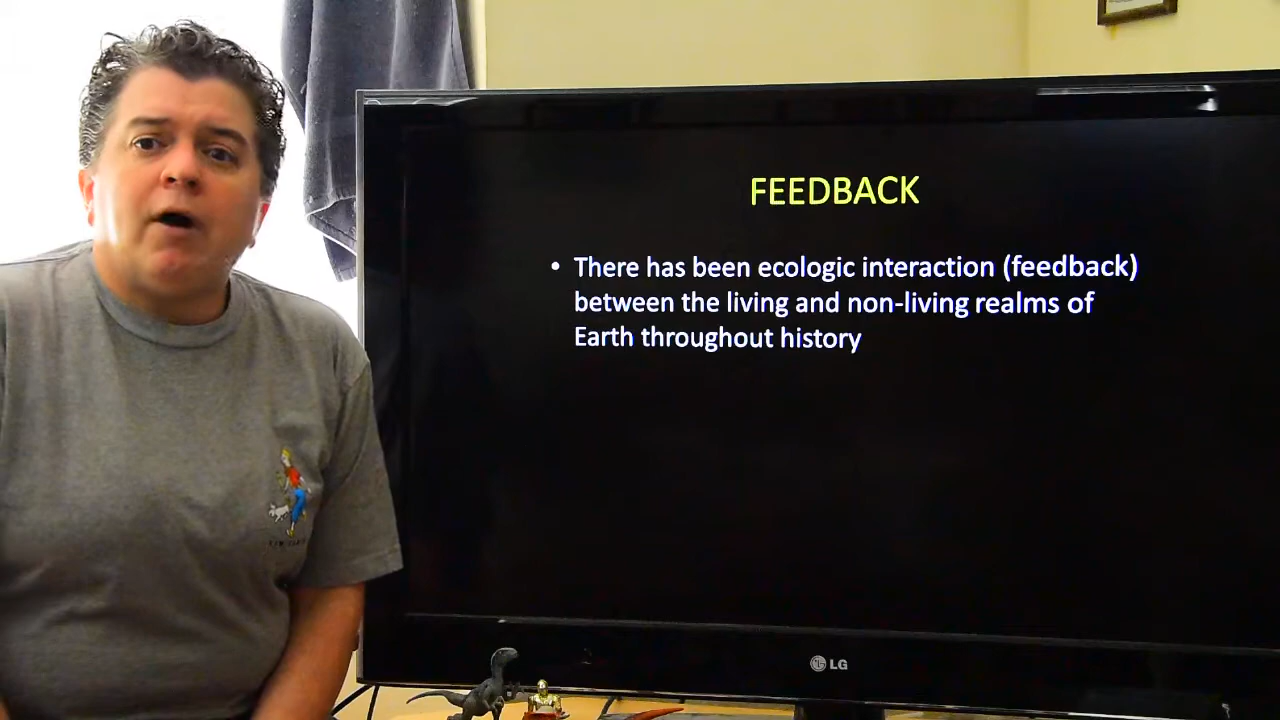 FEEDBACK
• There has been ecologic interaction (feedback)
between the living and non-living realms of
Earth throughout history
LG